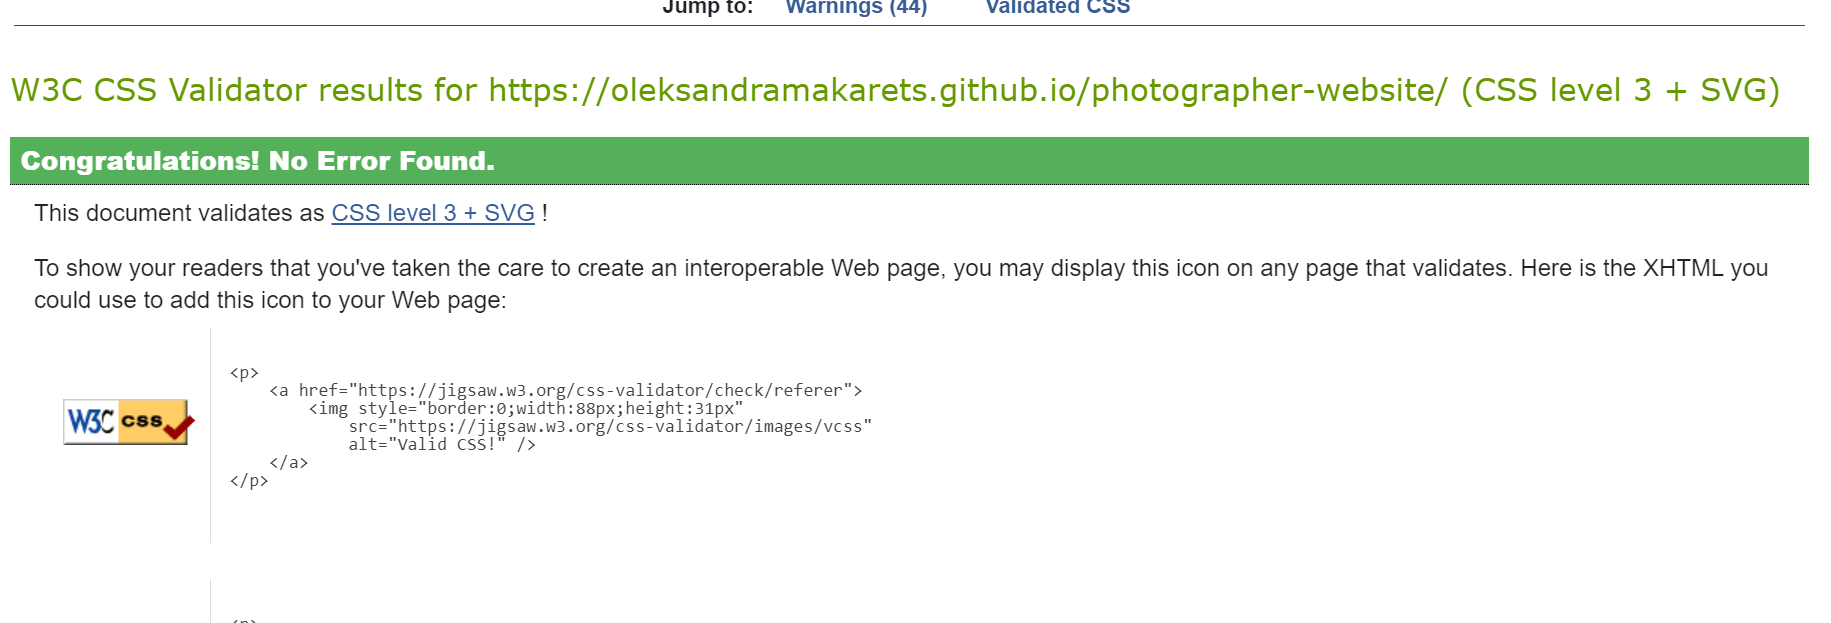 Jump to: Warnings (44) Validated CSS
W3C CSS Validator results for https://oleksandramakarets.github.io/photographer-website/ (CSS level 3 + SVG)
Congratulations! No Error Found.
This document validates as CSS level 3 + SVG !
To show your readers that you've taken the care to create an interoperable Web page, you may display this icon on any page that validates. Here is the XHTML you
could use to add this icon to your Web page:
<p>
<a href="https://jigsaw.w3.org/css-validator/check/referer">
<img style="border:0;width:88px;height:31px"
W3C css
src="https://jigsaw.w3.org/css-validator/images/vcss"
alt="Valid CSS!" />
</a>
</p>
<p>